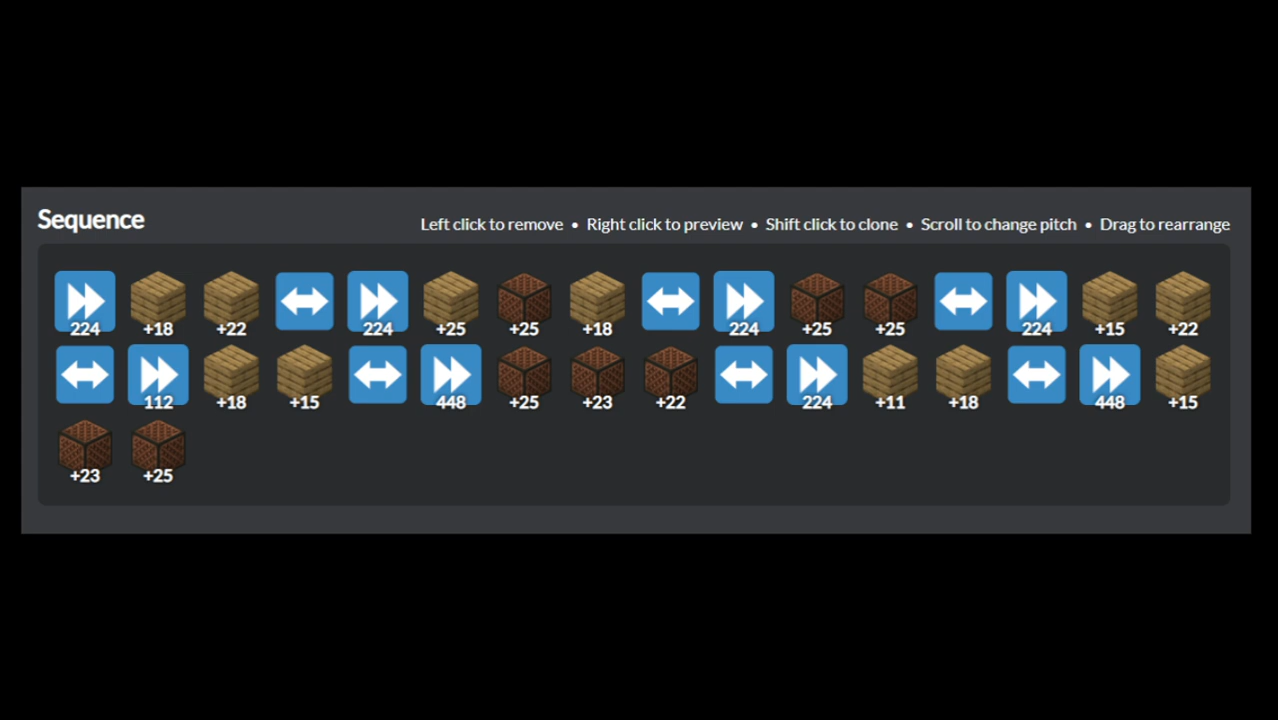 Sequence
Left click to remove • Right click to preview • Shift click to clone • Scroll to change pitch • Drag to rearrange
224 +18 +22 224 +25 +25 +18 224 +25 +25 224 +15 +22
112 +18 +15 448 +25 +23 +22 224 +11 +18 448 +15
+23 +25